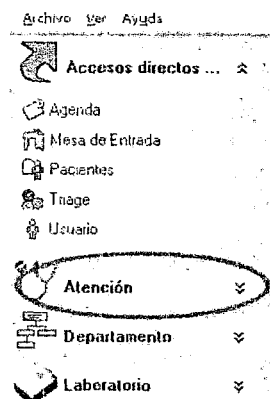 Archivo Ver Ayuda
Accesos directos ...
Agenda
Mesa de Entrada
Pacientes
Triage
Usuario
Atención
Departamento
Laboratorio